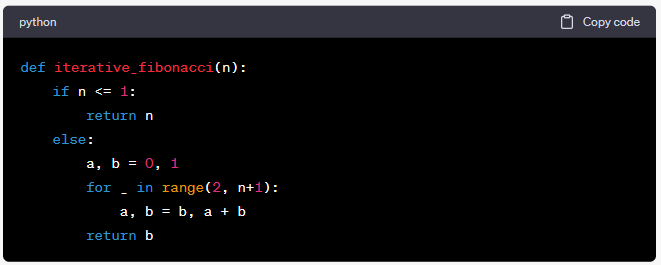 python
Copy code
def iterative_fibonacci(n):
    if n <= 1:
        return n
    else:
        a, b = 0, 1
        for _ in range(2, n+1):
            a, b = b, a + b
        return b